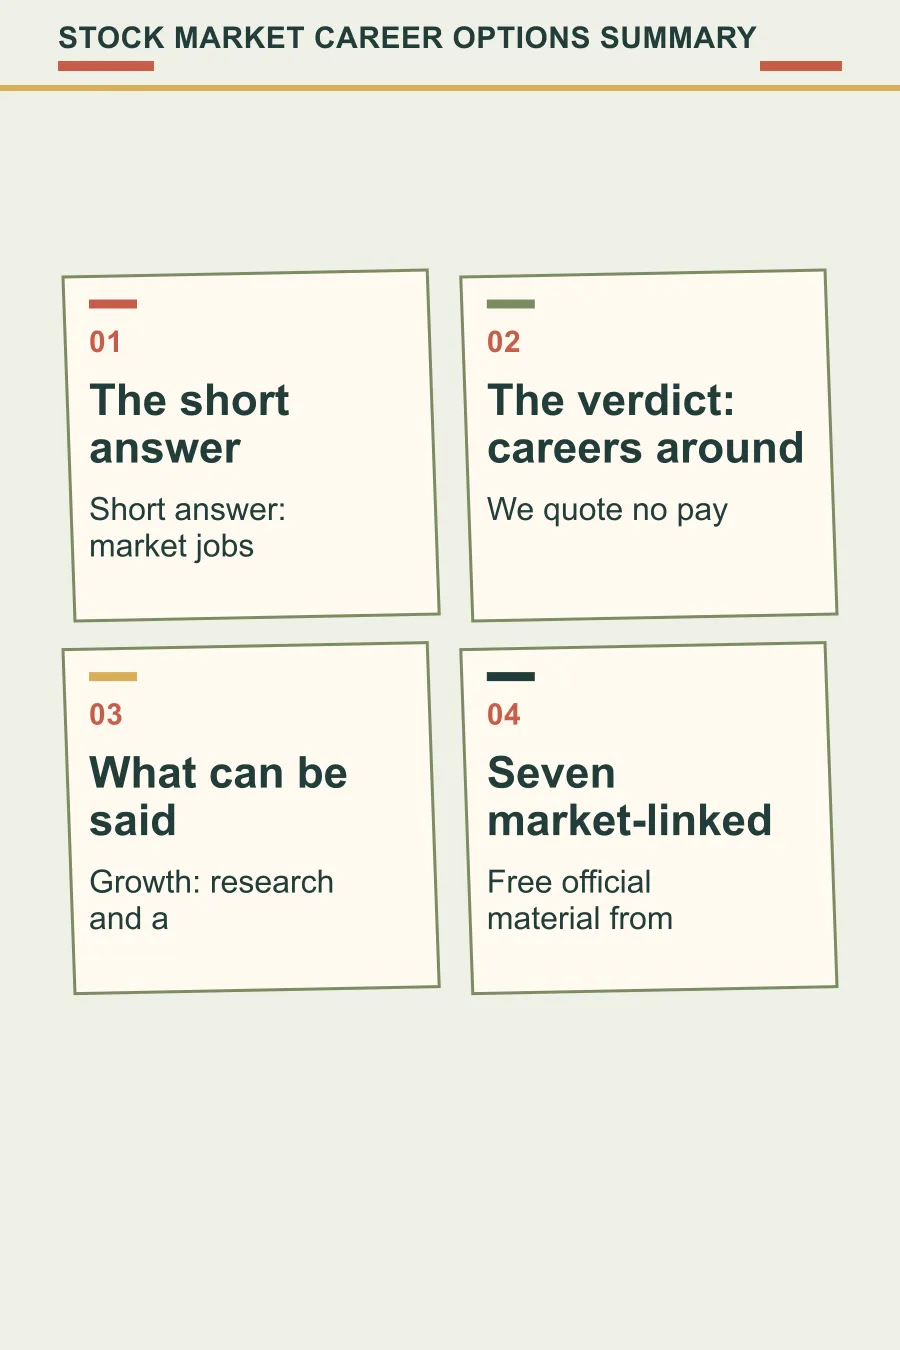 STOCK MARKET CAREER OPTIONS SUMMARY
01
The short
answer
Short answer:
market jobs
02
The verdict:
careers around
We quote no pay
03
What can be
said
Growth: research
and a
04
Seven
market-linked
Free official
material from